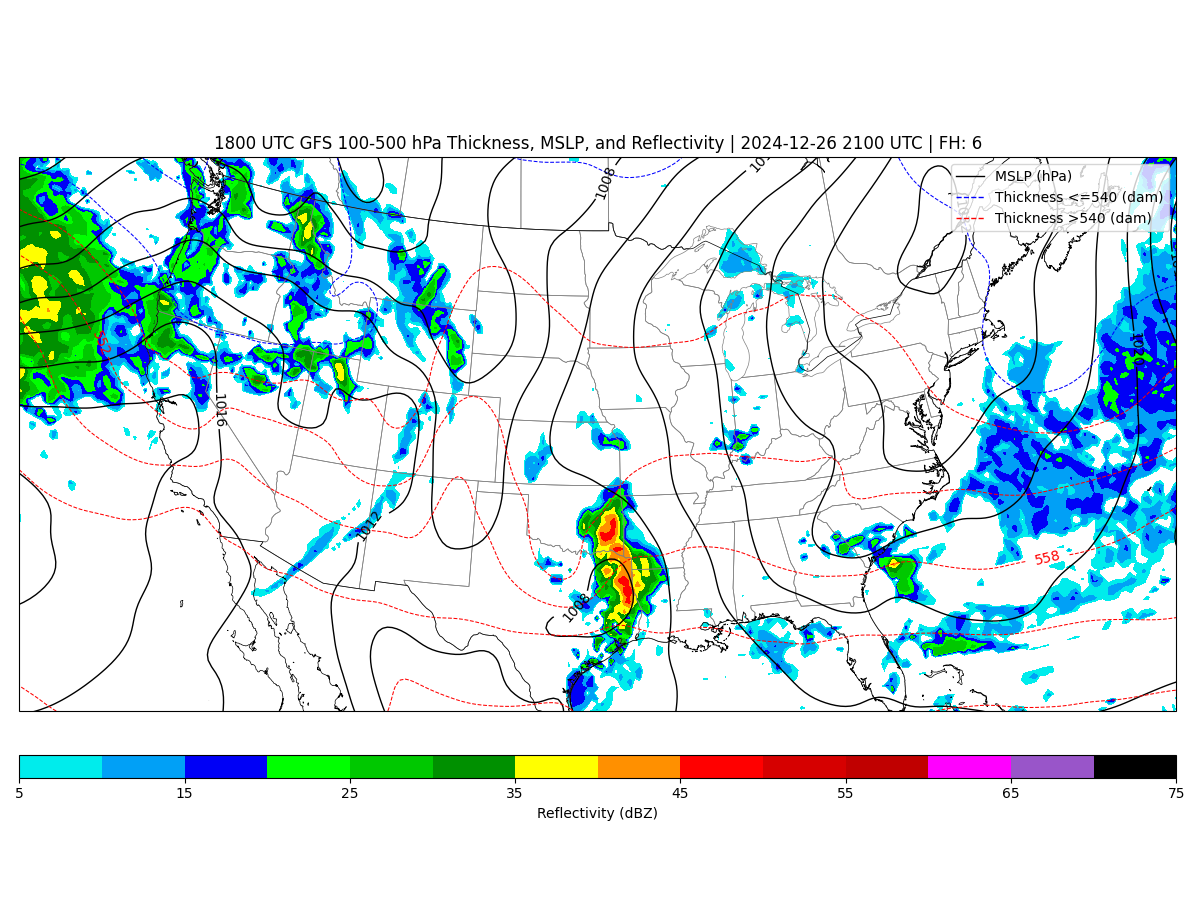 1800 UTC GFS 100-500 hPa Thickness, MSLP, and Reflectivity | 2024-12-26 2100 UTC | FH: 6
MSLP (hPa)
Thickness <=540 (dam)
Thickness >540 (dam)
1008
1016
1012
1008
558
5 15 25 35 45 55 65 75
Reflectivity (dBZ)